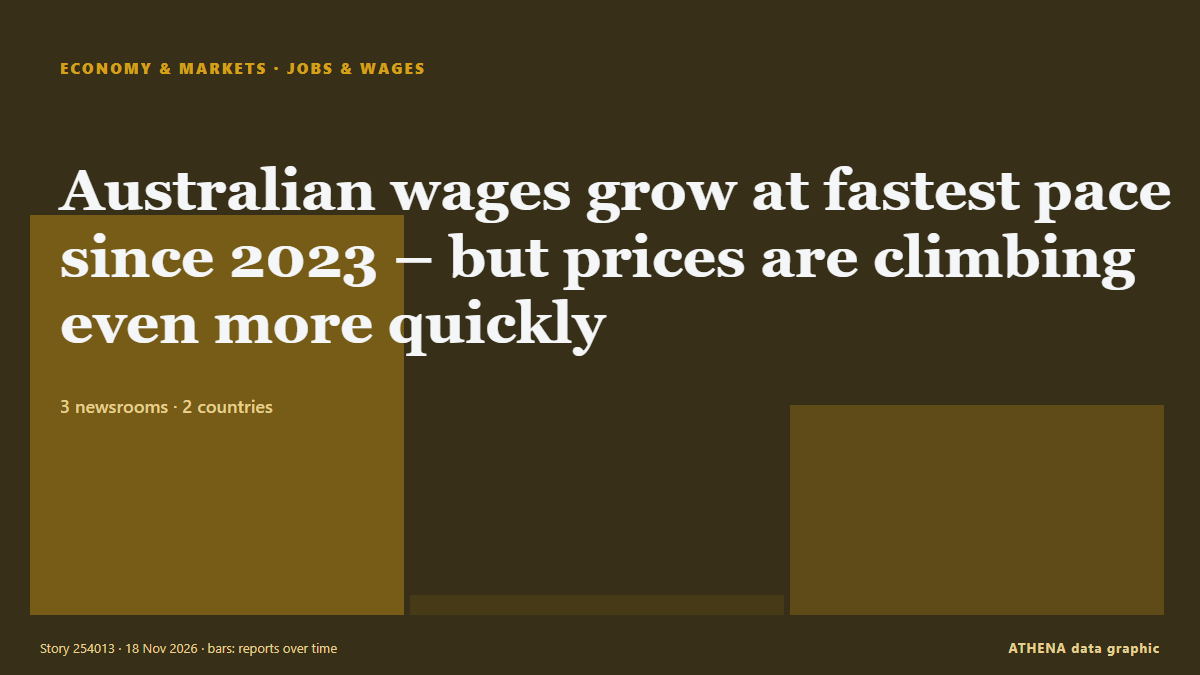 ECONOMY & MARKETS · JOBS & WAGES
Australian wages grow at fastest pace
since 2023 – but prices are climbing
even more quickly
3 newsrooms · 2 countries
Story 254013 · 18 Nov 2026 · bars: reports over time
ATHENA data graphic